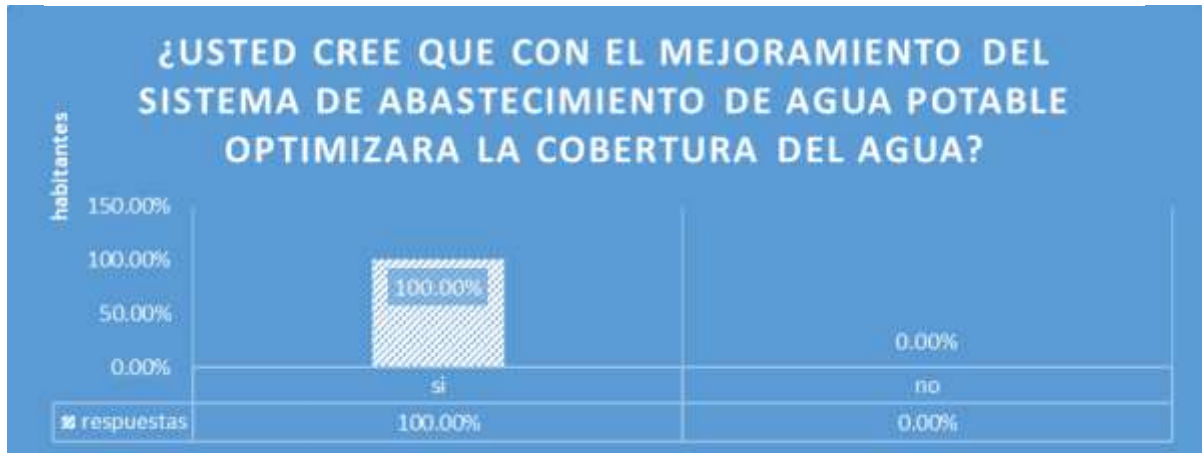 ¿USTED CREE QUE CON EL MEJORAMIENTO DEL
SISTEMA DE ABASTECIMIENTO DE AGUA POTABLE
OPTIMIZARA LA COBERTURA DEL AGUA?
habitantes
150.00%
100.00%
50.00%
0.00%
100.00%
0.00%
si no
respuestas 100.00% 0.00%